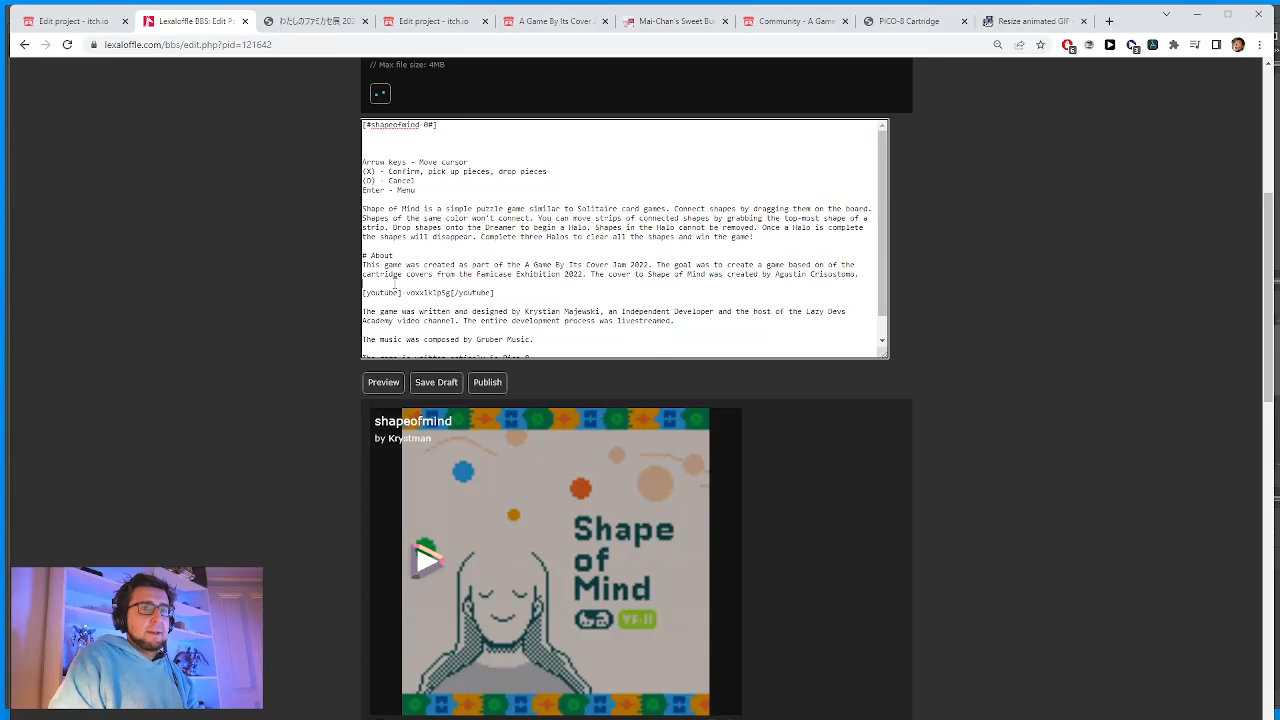 Edit project - itch.io
Lexaloffle BBS: Edit P
わたしのファミカセ展 202
Edit project - itch.io
A Game By Its Cover 2
Mai-Chan's Sweet Bu
Community - A Game
PICO-8 Cartridge
Resize animated GIF -
lexaloffle.com/bbs/edit.php?pid=121642
// Max file size: 4MB
[#shapeofmind-0#]
Arrow keys - Move cursor
(X) - Confirm, pick up pieces, drop pieces
(O) - Cancel
Enter - Menu
Shape of Mind is a simple puzzle game similar to Solitaire card games. Connect shapes by dragging them on the board.
Shapes of the same color won't connect. You can move strips of connected shapes by grabbing the top-most shape of a
strip. Drop shapes onto the Dreamer to begin a Halo. Shapes in the Halo cannot be removed. Once a Halo is complete
the shapes will disappear. Complete three Halos to clear all the shapes and win the game!
# About
This game was created as part of the A Game By Its Cover Jam 2022. The goal was to create a game based on of the
cartridge covers from the Famicase Exhibition 2022. The cover to Shape of Mind was created by Agustin Crisostomo.
The game was written and designed by Krystian Majewski, an Independent Developer and the host of the Lazy Devs
Academy video channel. The entire development process was livestreamed.
The music was composed by Gruber Music.
Preview
Save Draft
Publish
shapeofmind
by Krystman
Shape
of
Mind